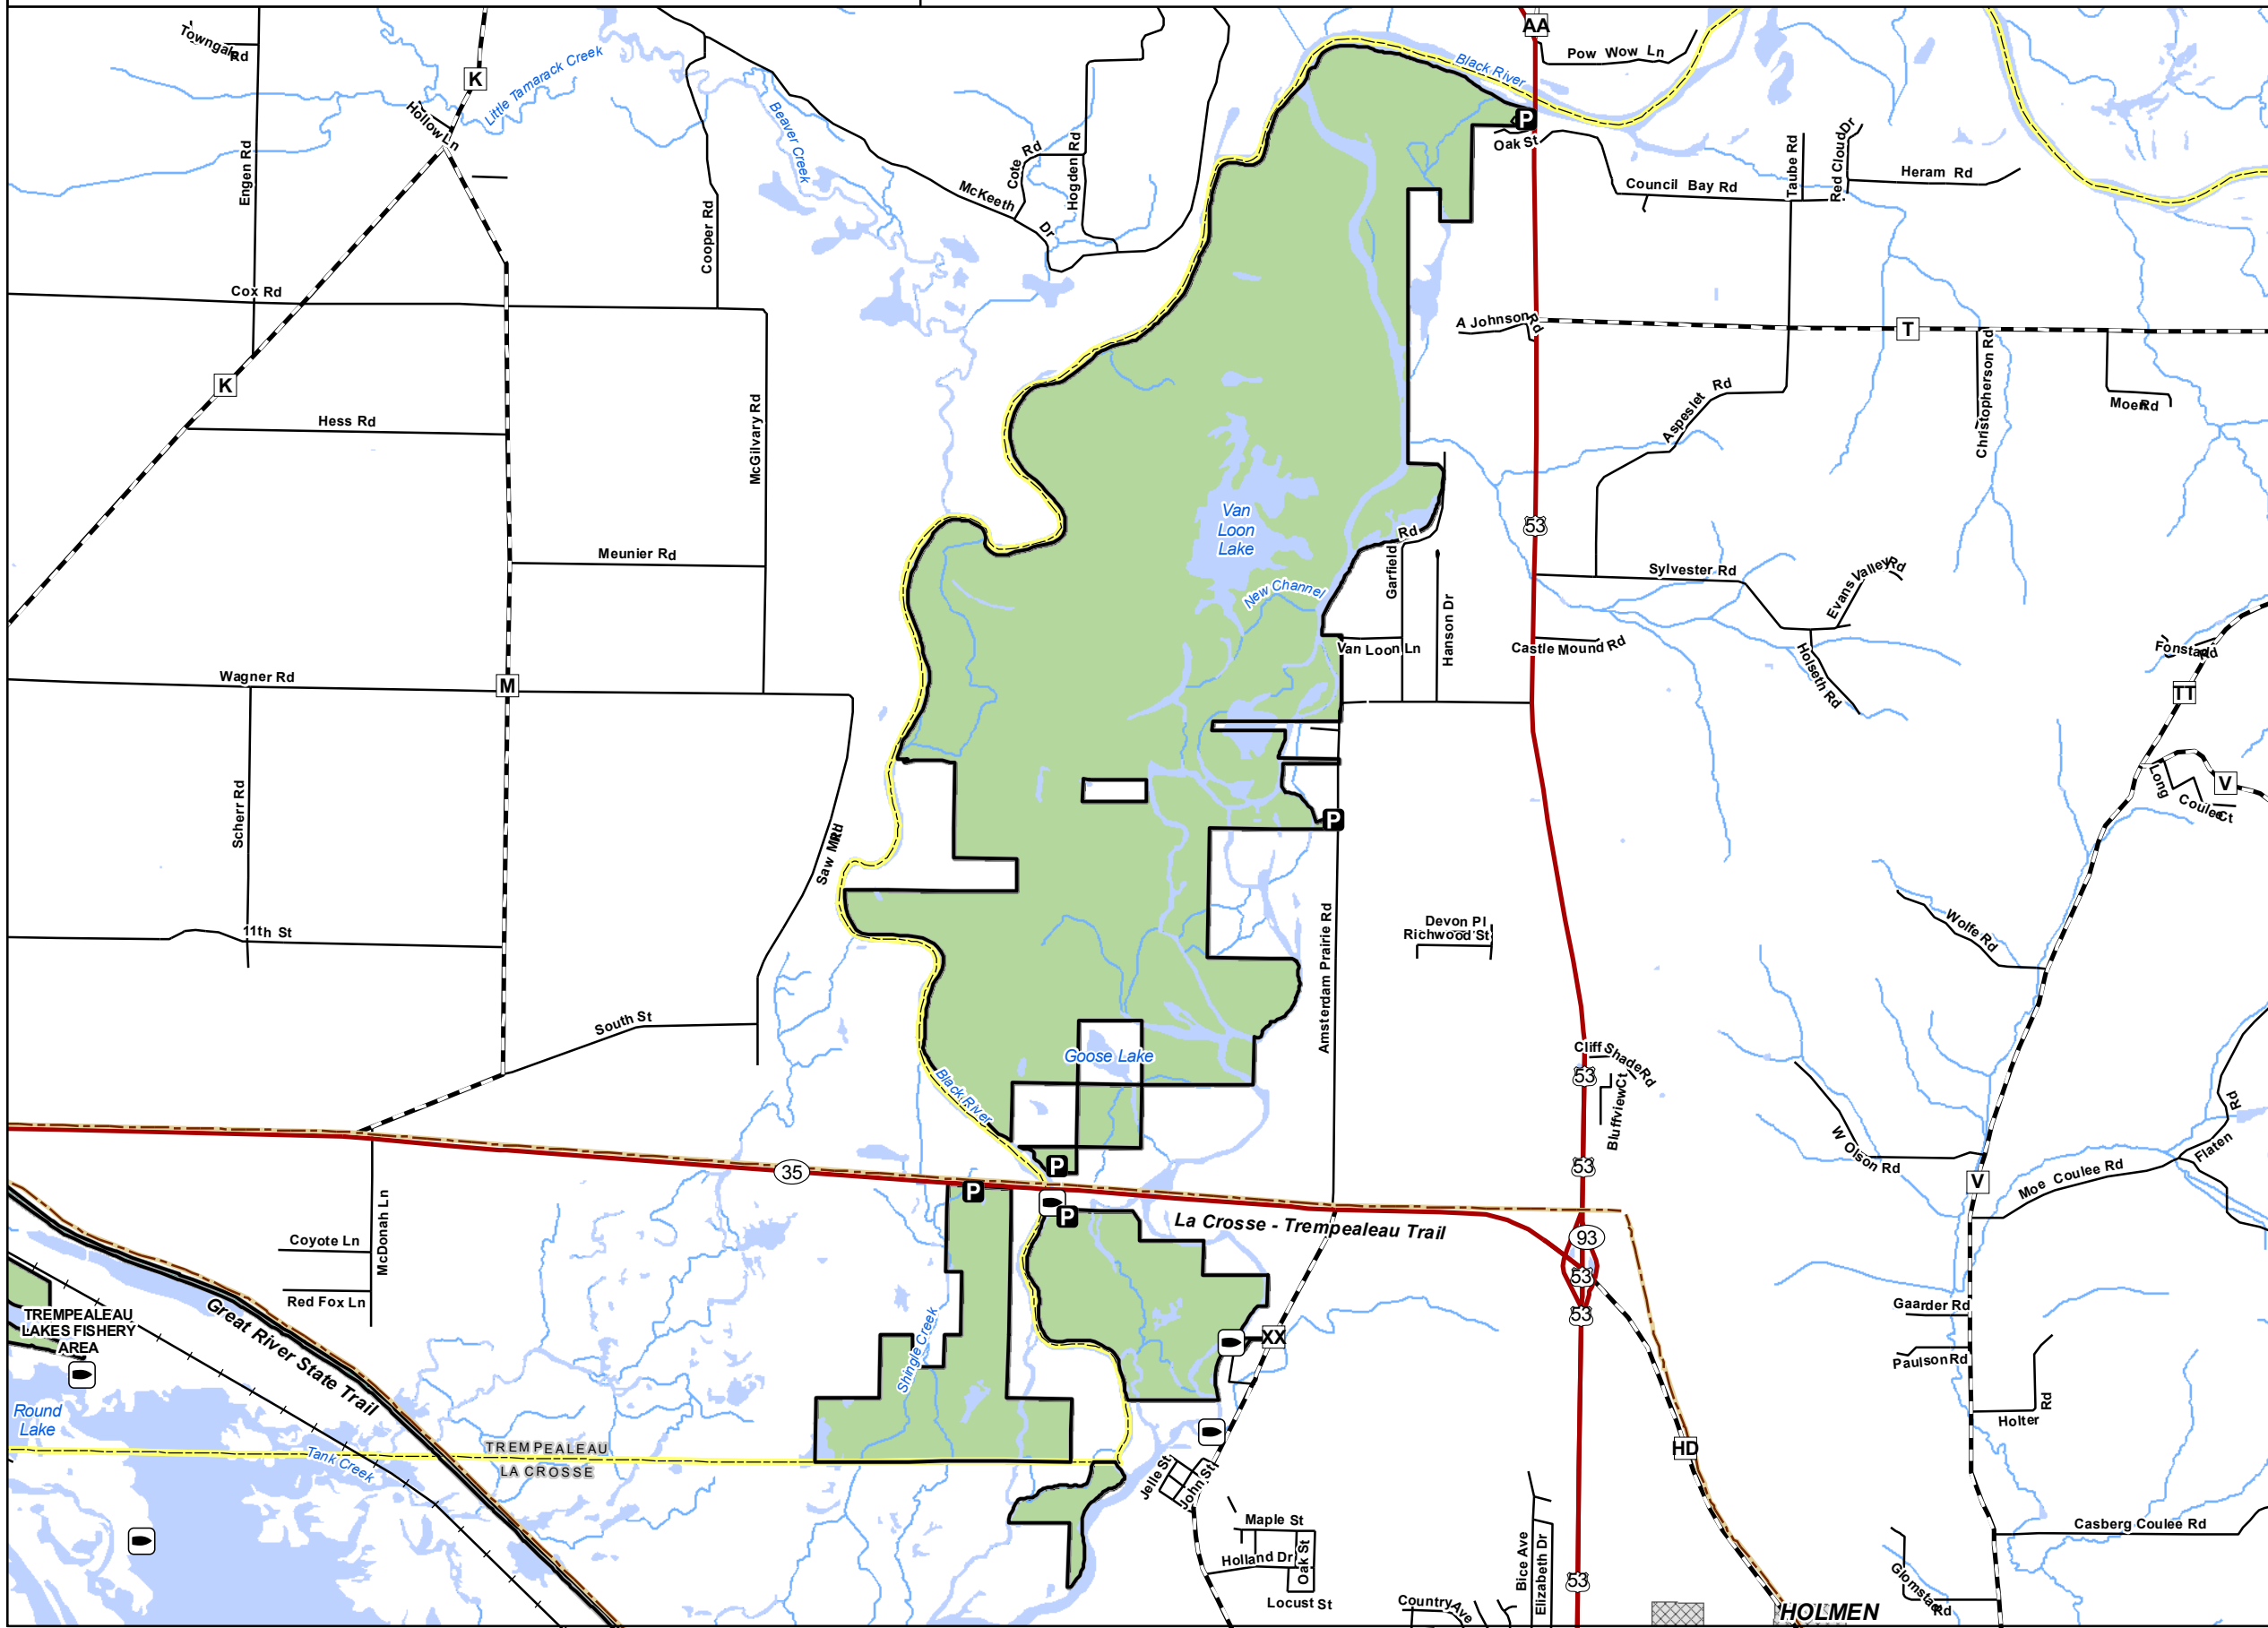 Towngate Rd
K
Little Tamarack Creek
Hollow Ln
Engen Rd
Beaver Creek
Cote Rd
Hogden Rd
McKeeth Dr
Cooper Rd
AA
Pow Wow Ln
Black River
P
Oak St
Council Bay Rd
Taube Rd
Red Cloud Dr
Heram Rd
Cox Rd
A Johnson Rd
T
Christopherson Rd
Moe Rd
K
Hess Rd
McGilvary Rd
Aspeslet Rd
Van
Loon
Lake
53
Rd
Garfield
Meunier Rd
New Channel
Hanson Dr
Van Loon Ln
Sylvester Rd
Evans Valley Rd
Castle Mound Rd
Holseth Rd
Fonstad Rd
TT
Wagner Rd
M
Long Coulee Ct
V
Scherr Rd
Saw Mill Rd
P
11th St
Amsterdam Prairie Rd
Devon Pl
Richwood St
Wolfe Rd
South St
Goose Lake
Black River
Cliff Shade Rd
53
Bluffview Ct
W Olson Rd
53
Flaten Rd
Moe Coulee Rd
V
35
P
P
P
La Crosse - Trempealeau Trail
93
53
53
McDonah Ln
Coyote Ln
Red Fox Ln
TREMPEALEAU
LAKES FISHERY
AREA
Great River State Trail
Shingle Creek
XX
Gaarder Rd
Paulson Rd
Holter Rd
Round
Lake
Tank Creek
TREMPEALEAU
LA CROSSE
HD
Jelle St
John St
Maple St
Holland Dr
Oak St
Locust St
Country Ave
Bice Ave
Elizabeth Dr
53
HOLMEN
Casberg Coulee Rd
Rd